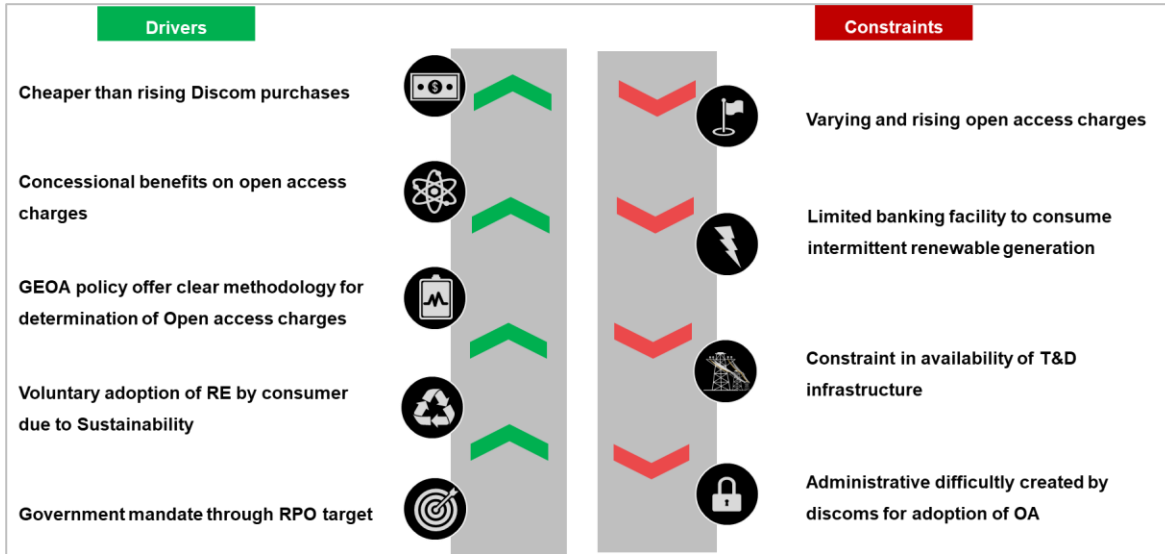 Drivers
Cheaper than rising Discom purchases
Concessional benefits on open access
charges
GEOA policy offer clear methodology for
determination of Open access charges
Voluntary adoption of RE by consumer
due to Sustainability
Government mandate through RPO target
Constraints
Varying and rising open access charges
Limited banking facility to consume
intermittent renewable generation
Constraint in availability of T&D
infrastructure
Administrative difficultly created by
discoms for adoption of OA